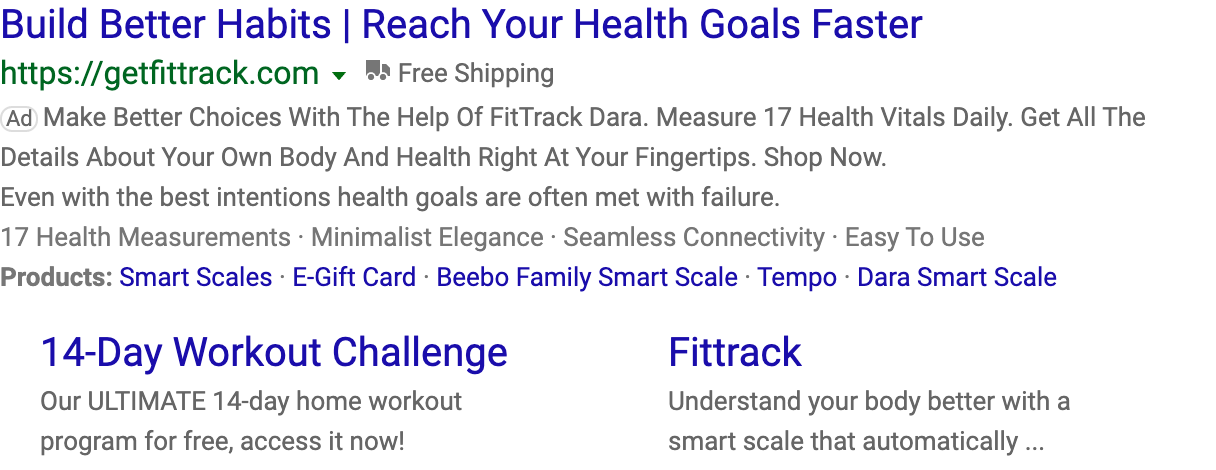 Build Better Habits | Reach Your Health Goals Faster
https://getfittrack.com Free Shipping
Ad Make Better Choices With The Help Of FitTrack Dara. Measure 17 Health Vitals Daily. Get All The
Details About Your Own Body And Health Right At Your Fingertips. Shop Now.
Even with the best intentions health goals are often met with failure.
17 Health Measurements · Minimalist Elegance · Seamless Connectivity · Easy To Use
Products: Smart Scales · E-Gift Card · Beebo Family Smart Scale · Tempo · Dara Smart Scale
14-Day Workout Challenge
Our ULTIMATE 14-day home workout
program for free, access it now!
Fittrack
Understand your body better with a
smart scale that automatically ...